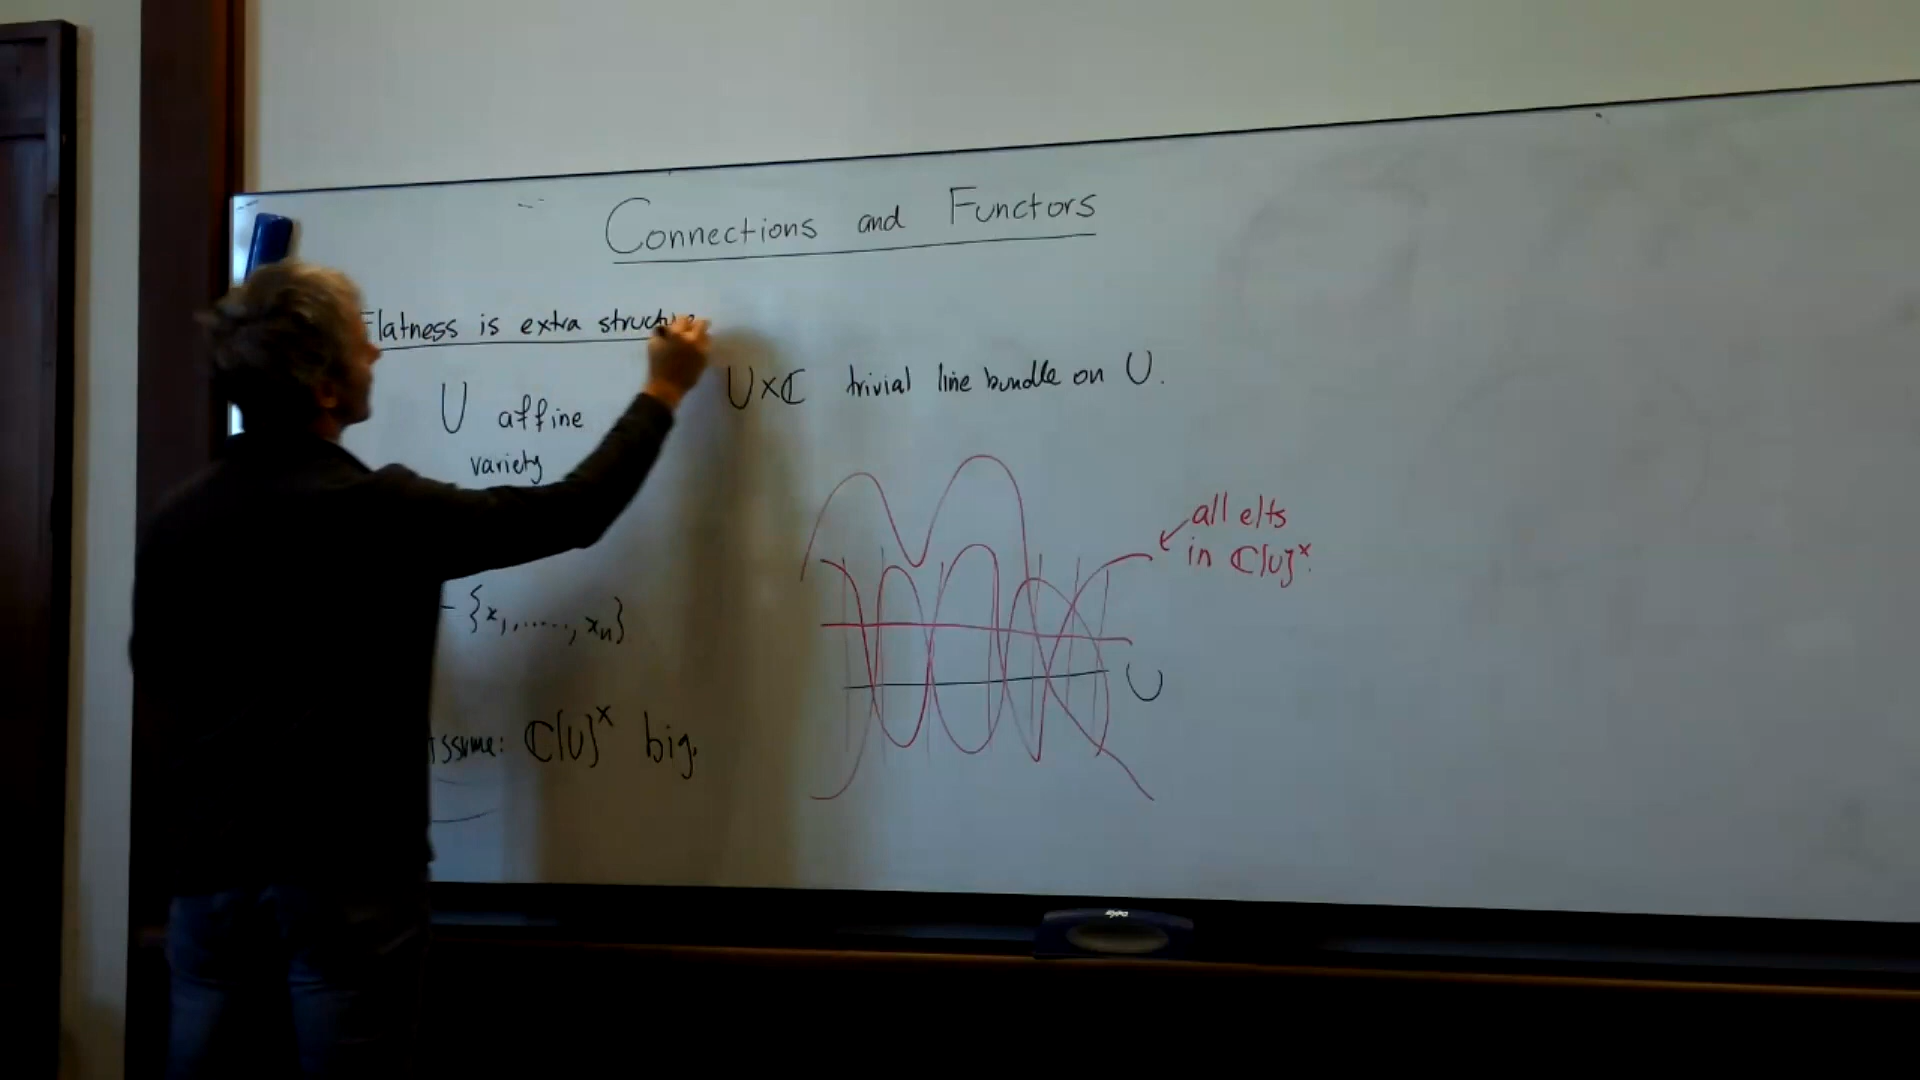 Connections and Functors
Flatness is extra structure
U affine
variety
U×ℂ trivial line bundle on U.
- {x₁, ......, xₙ}
Assume: ℂ[U]ˣ big.
all elts
in ℂ[U]ˣ.
U
EXPO